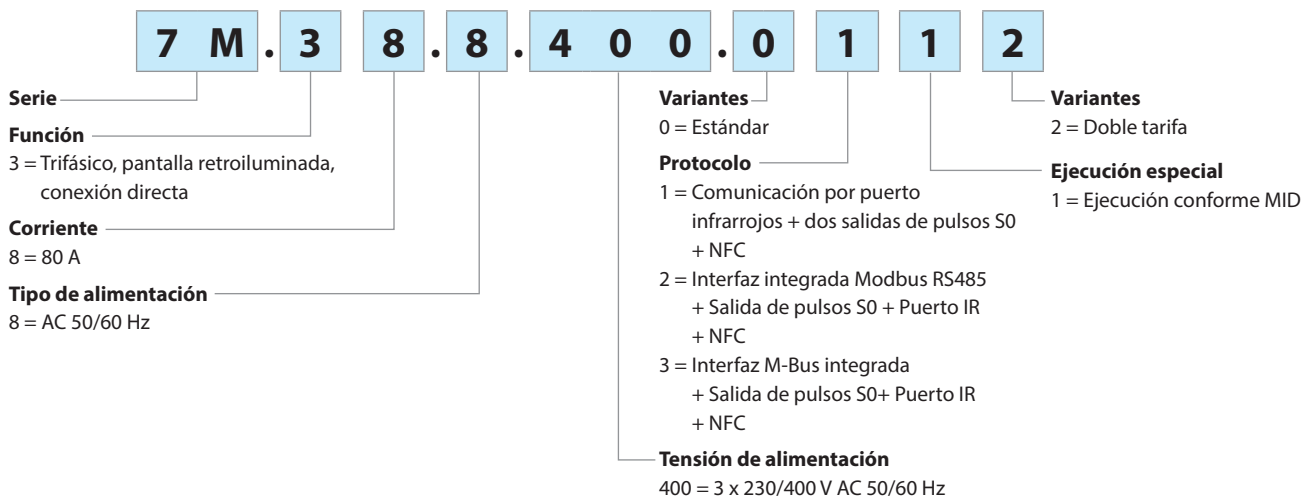 7 M . 3 8 . 8 . 4 0 0 . 0 1 1 2
Serie
Función
3 = Trifásico, pantalla retroiluminada,
conexión directa
Corriente
8 = 80 A
Tipo de alimentación
8 = AC 50/60 Hz
Variantes
0 = Estándar
Protocolo
1 = Comunicación por puerto
infrarrojos + dos salidas de pulsos S0
+ NFC
2 = Interfaz integrada Modbus RS485
+ Salida de pulsos S0 + Puerto IR
+ NFC
3 = Interfaz M-Bus integrada
+ Salida de pulsos S0+ Puerto IR
+ NFC
Tensión de alimentación
400 = 3 x 230/400 V AC 50/60 Hz
Variantes
2 = Doble tarifa
Ejecución especial
1 = Ejecución conforme MID